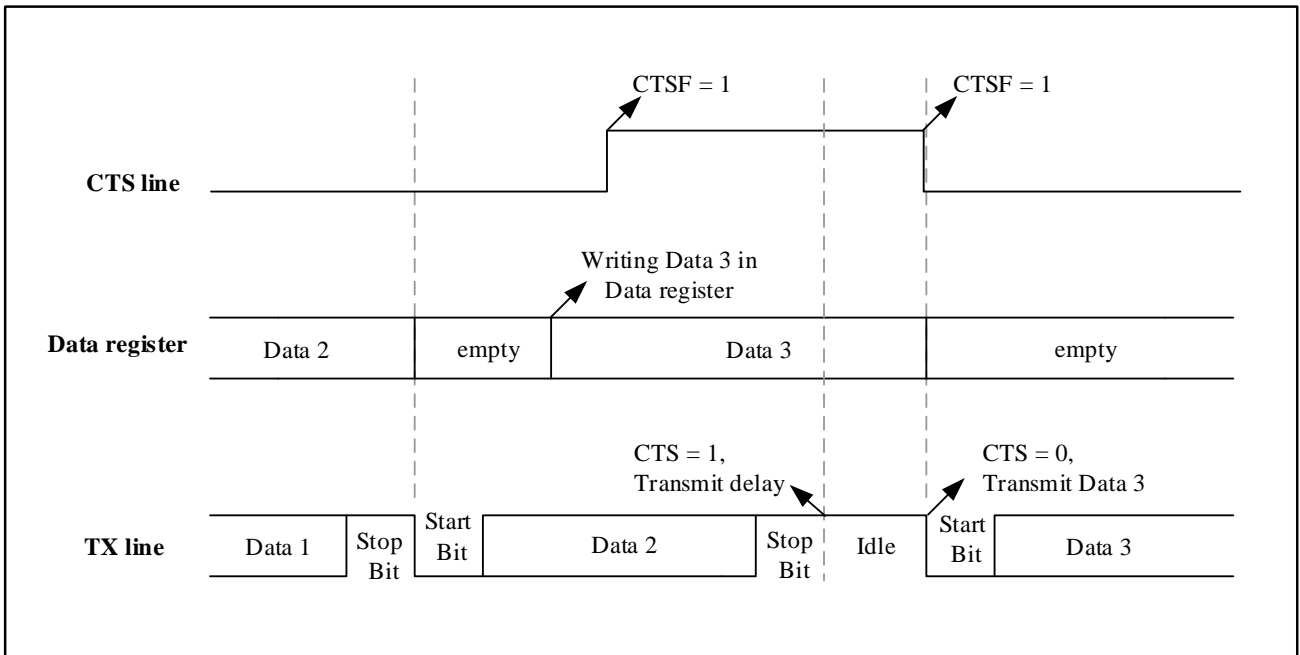 CTSF = 1
CTSF = 1
CTS line
Writing Data 3 in
Data register
Data register
Data 2
empty
Data 3
empty
CTS = 1,
Transmit delay
CTS = 0,
Transmit Data 3
TX line
Data 1
Stop
Bit
Start
Bit
Data 2
Stop
Bit
Idle
Start
Bit
Data 3